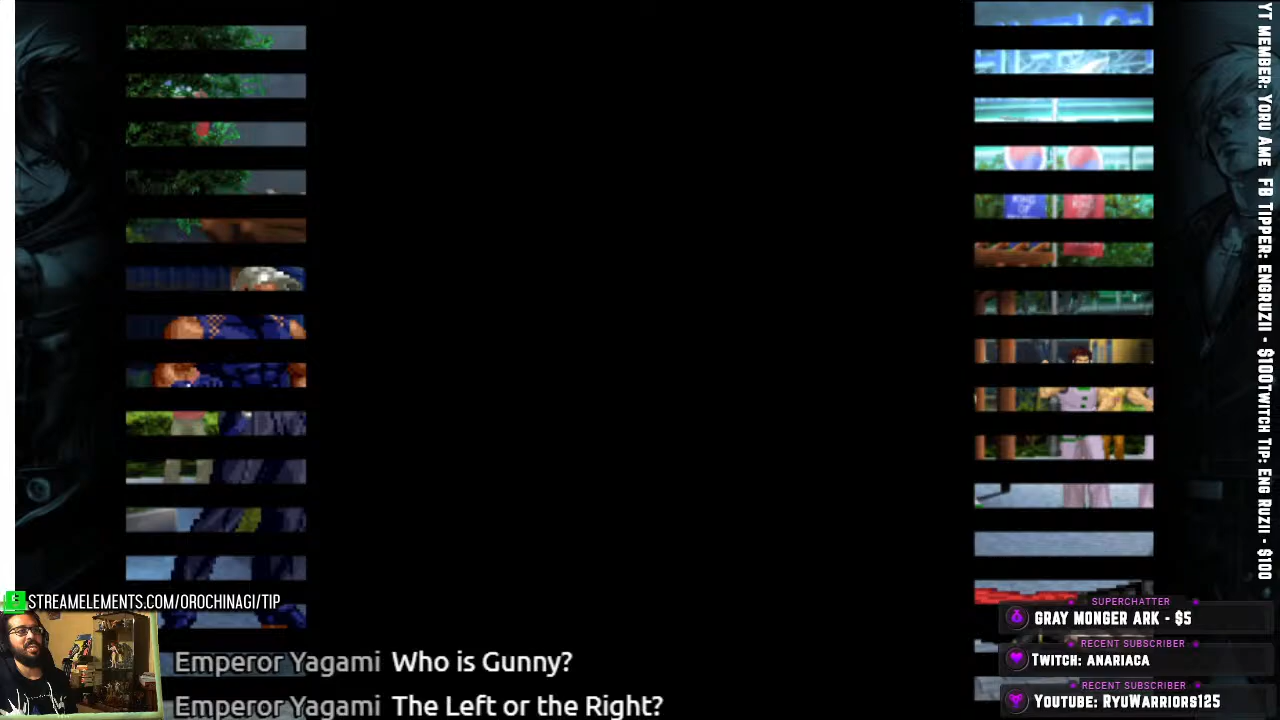 YT MEMBER: YORU AME FB TIPPER: ENGRUZII - $100TWITCH TIP: ENG RUZII - $100
STREAMELEMENTS.COM/OROCHINAGI/TIP
SUPERCHATTER
GRAY MONGER ARK - $5
RECENT SUBSCRIBER
TWITCH: ANARIACA
RECENT SUBSCRIBER
YOUTUBE: RYUWARRIORS125
Emperor Yagami Who is Gunny?
Emperor Yagami The Left or the Right?